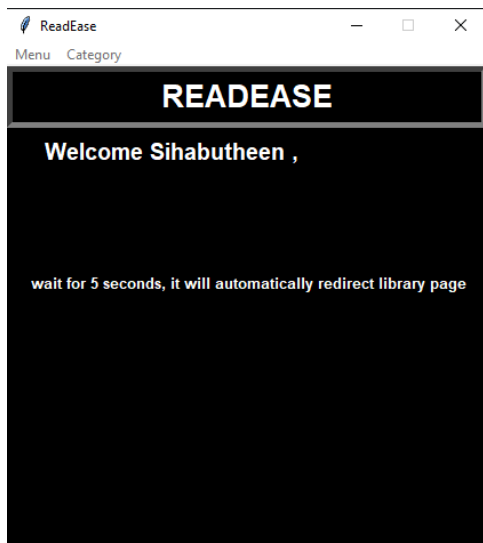 ReadEase
Menu Category
READEASE
Welcome Sihabutheen ,
wait for 5 seconds, it will automatically redirect library page